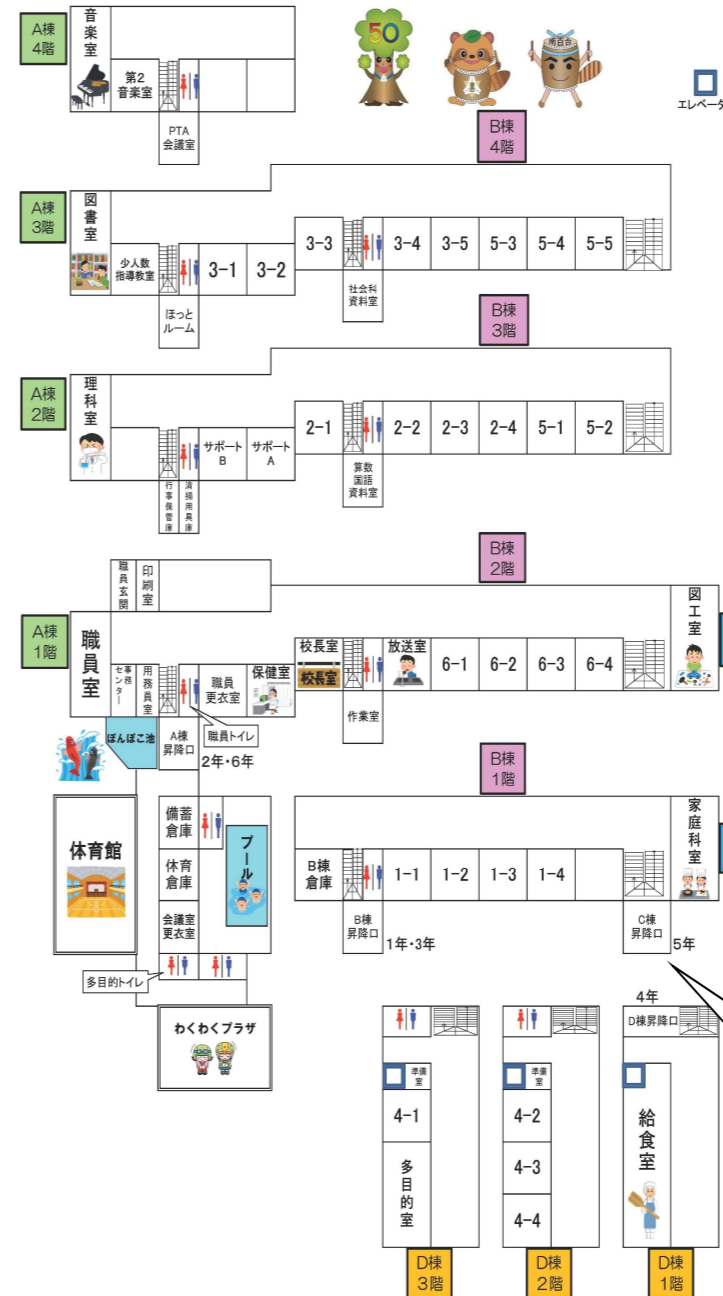 A棟
4階
音楽室
第2
音楽室
PTA
会議室
50
南百合
エレベータ
B棟
4階
A棟
3階
図書室
少人数
指導教室
3-1
3-2
3-3
3-4
3-5
5-3
5-4
5-5
ほっと
ルーム
社会科
資料室
B棟
3階
A棟
2階
理科室
サポート
B
サポート
A
2-1
2-2
2-3
2-4
5-1
5-2
行事保管庫
清掃用具庫
算数
国語
資料室
B棟
2階
職員玄関
印刷室
A棟
1階
職員室
事務
センター
用務員室
職員
更衣室
保健室
校長室
校長室
放送室
6-1
6-2
6-3
6-4
図工室
作業室
ぽんぽこ池
A棟
昇降口
職員トイレ
2年・6年
B棟
1階
体育館
備蓄
倉庫
体育
倉庫
会議室
更衣室
プール
B棟
倉庫
1-1
1-2
1-3
1-4
家庭科室
B棟
昇降口
1年・3年
C棟
昇降口
5年
多目的トイレ
わくわくプラザ
4年
D棟昇降口
準備室
4-1
多目的室
準備室
4-2
4-3
4-4
給食室
D棟
3階
D棟
2階
D棟
1階